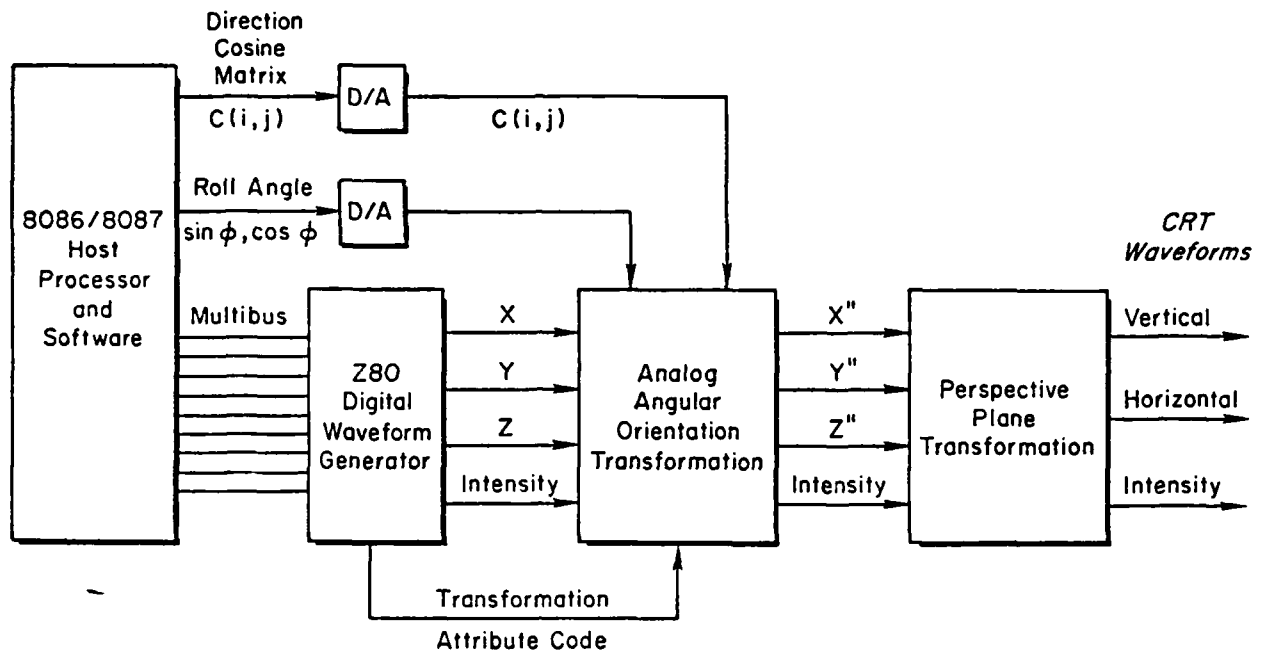 Direction
Cosine
Matrix
C(i,j)
D/A
C(i,j)
Roll Angle
sin ϕ, cos ϕ
D/A
8086/8087
Host
Processor
and
Software
Multibus
Z80
Digital
Waveform
Generator
X
Y
Z
Intensity
Analog
Angular
Orientation
Transformation
X"
Y"
Z"
Intensity
Perspective
Plane
Transformation
CRT
Waveforms
Vertical
Horizontal
Intensity
Transformation
Attribute Code